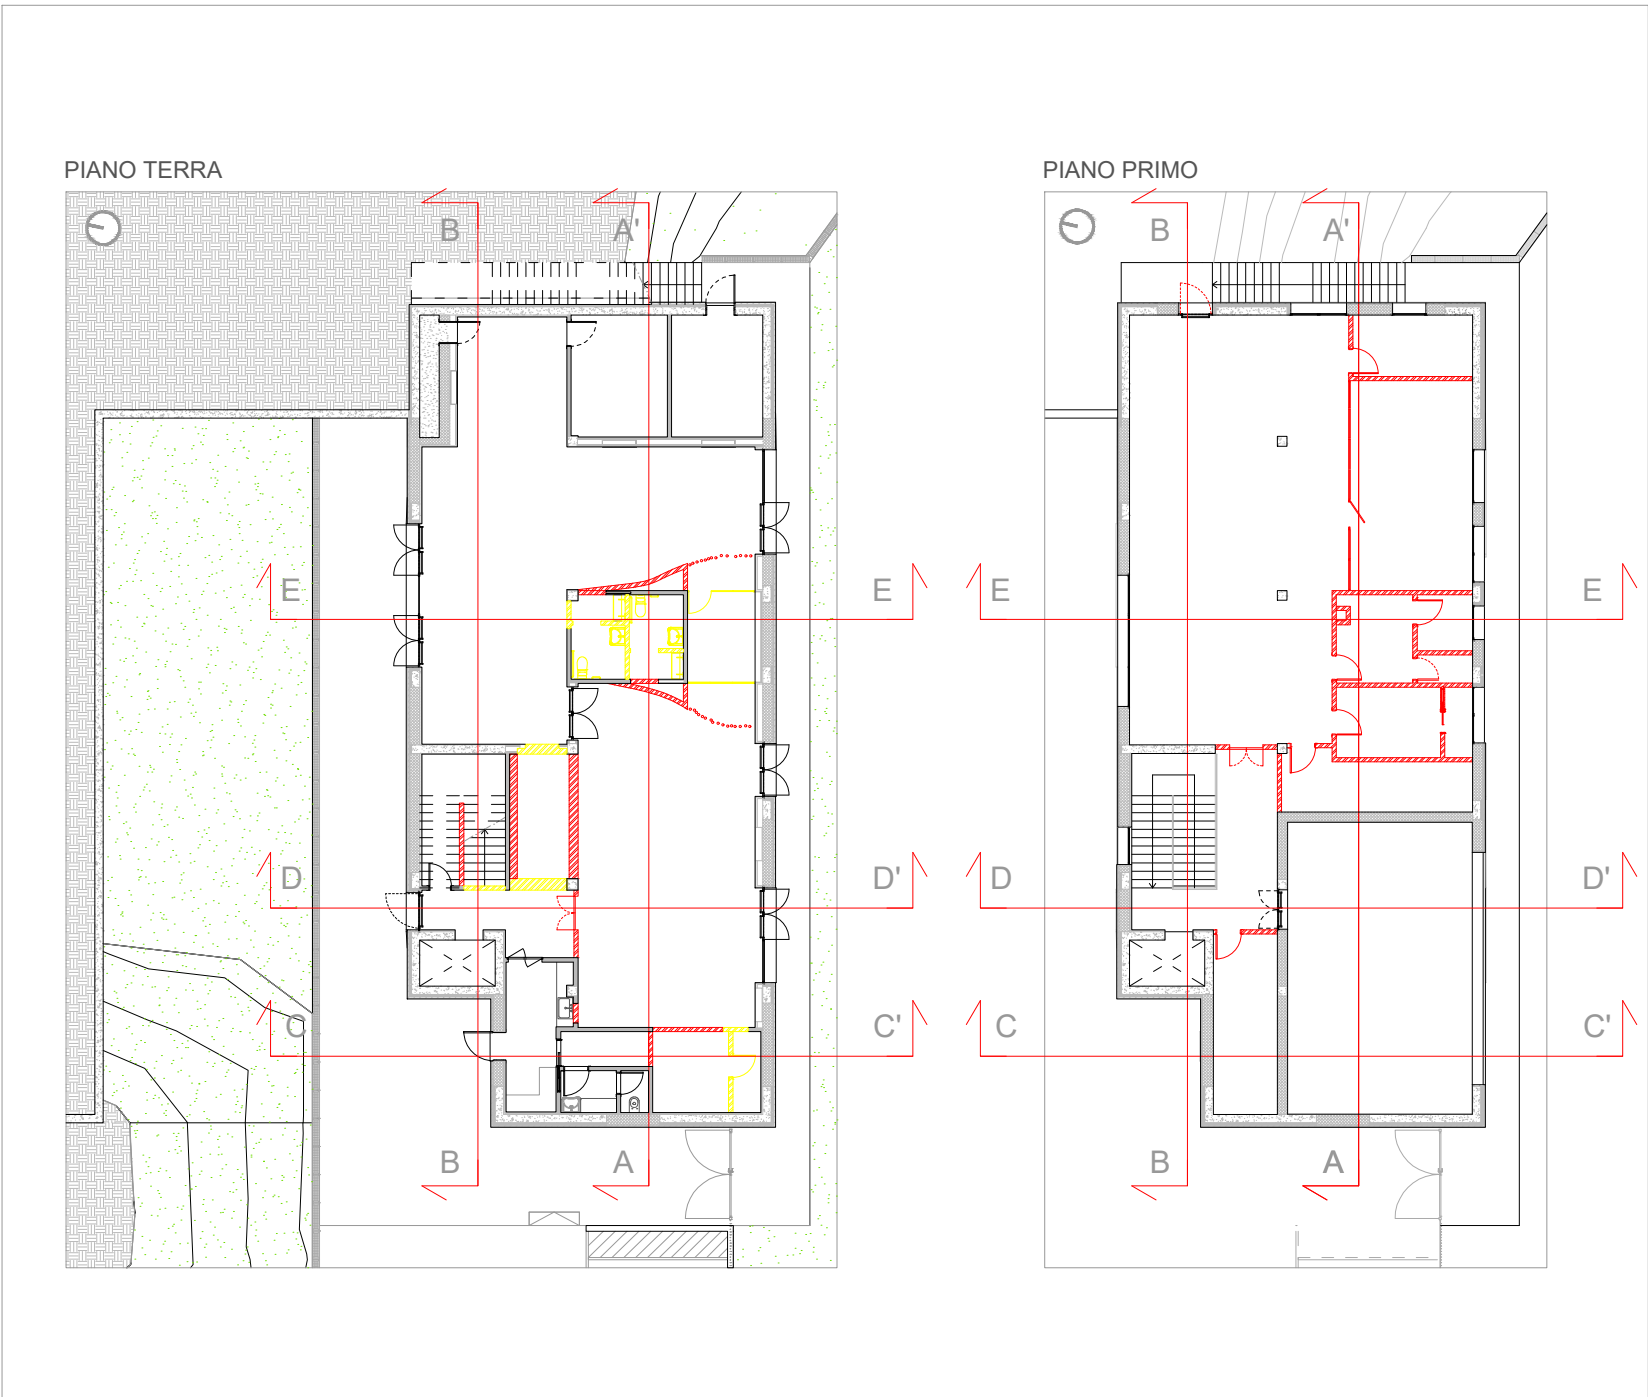 PIANO TERRA
PIANO PRIMO
B A'
B A'
E E
E E
D D'
D D'
C C'
C C'
B A
B A